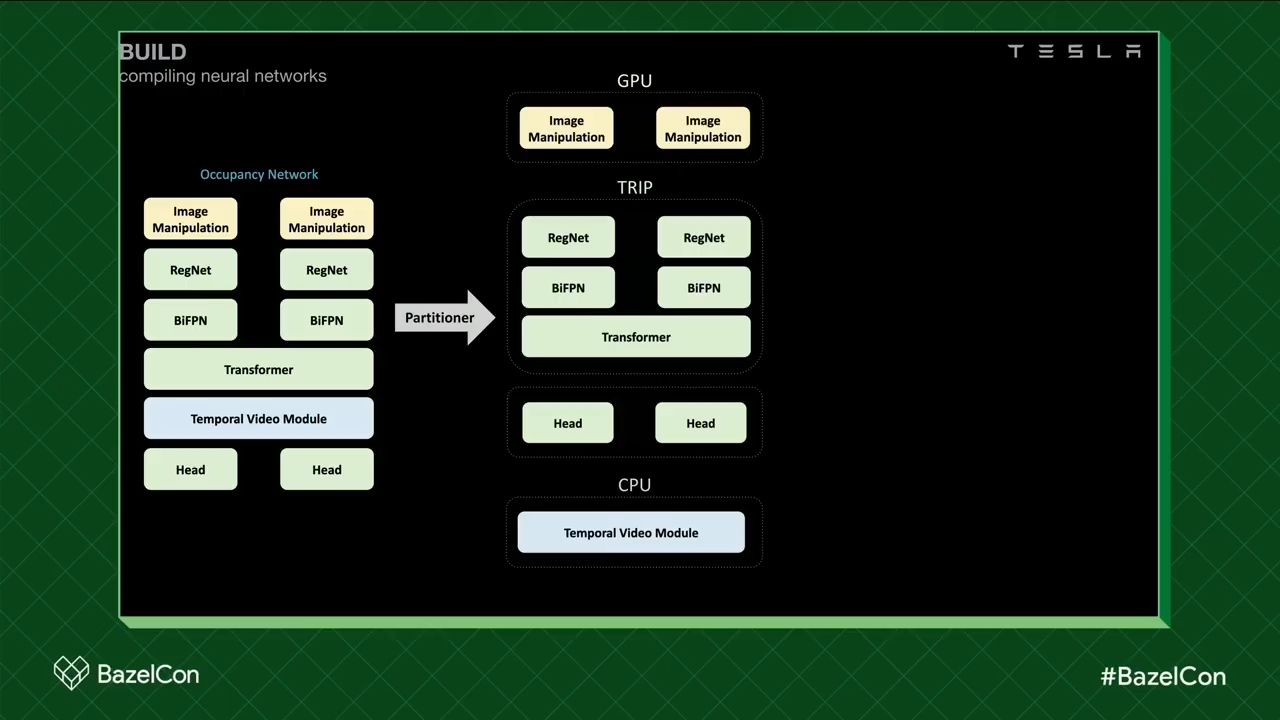 BUILD
compiling neural networks
TESLA
Occupancy Network
Image Manipulation
Image Manipulation
RegNet
RegNet
BiFPN
BiFPN
Transformer
Temporal Video Module
Head
Head
Partitioner
GPU
Image Manipulation
Image Manipulation
TRIP
RegNet
RegNet
BiFPN
BiFPN
Transformer
Head
Head
CPU
Temporal Video Module
BazelCon
#BazelCon